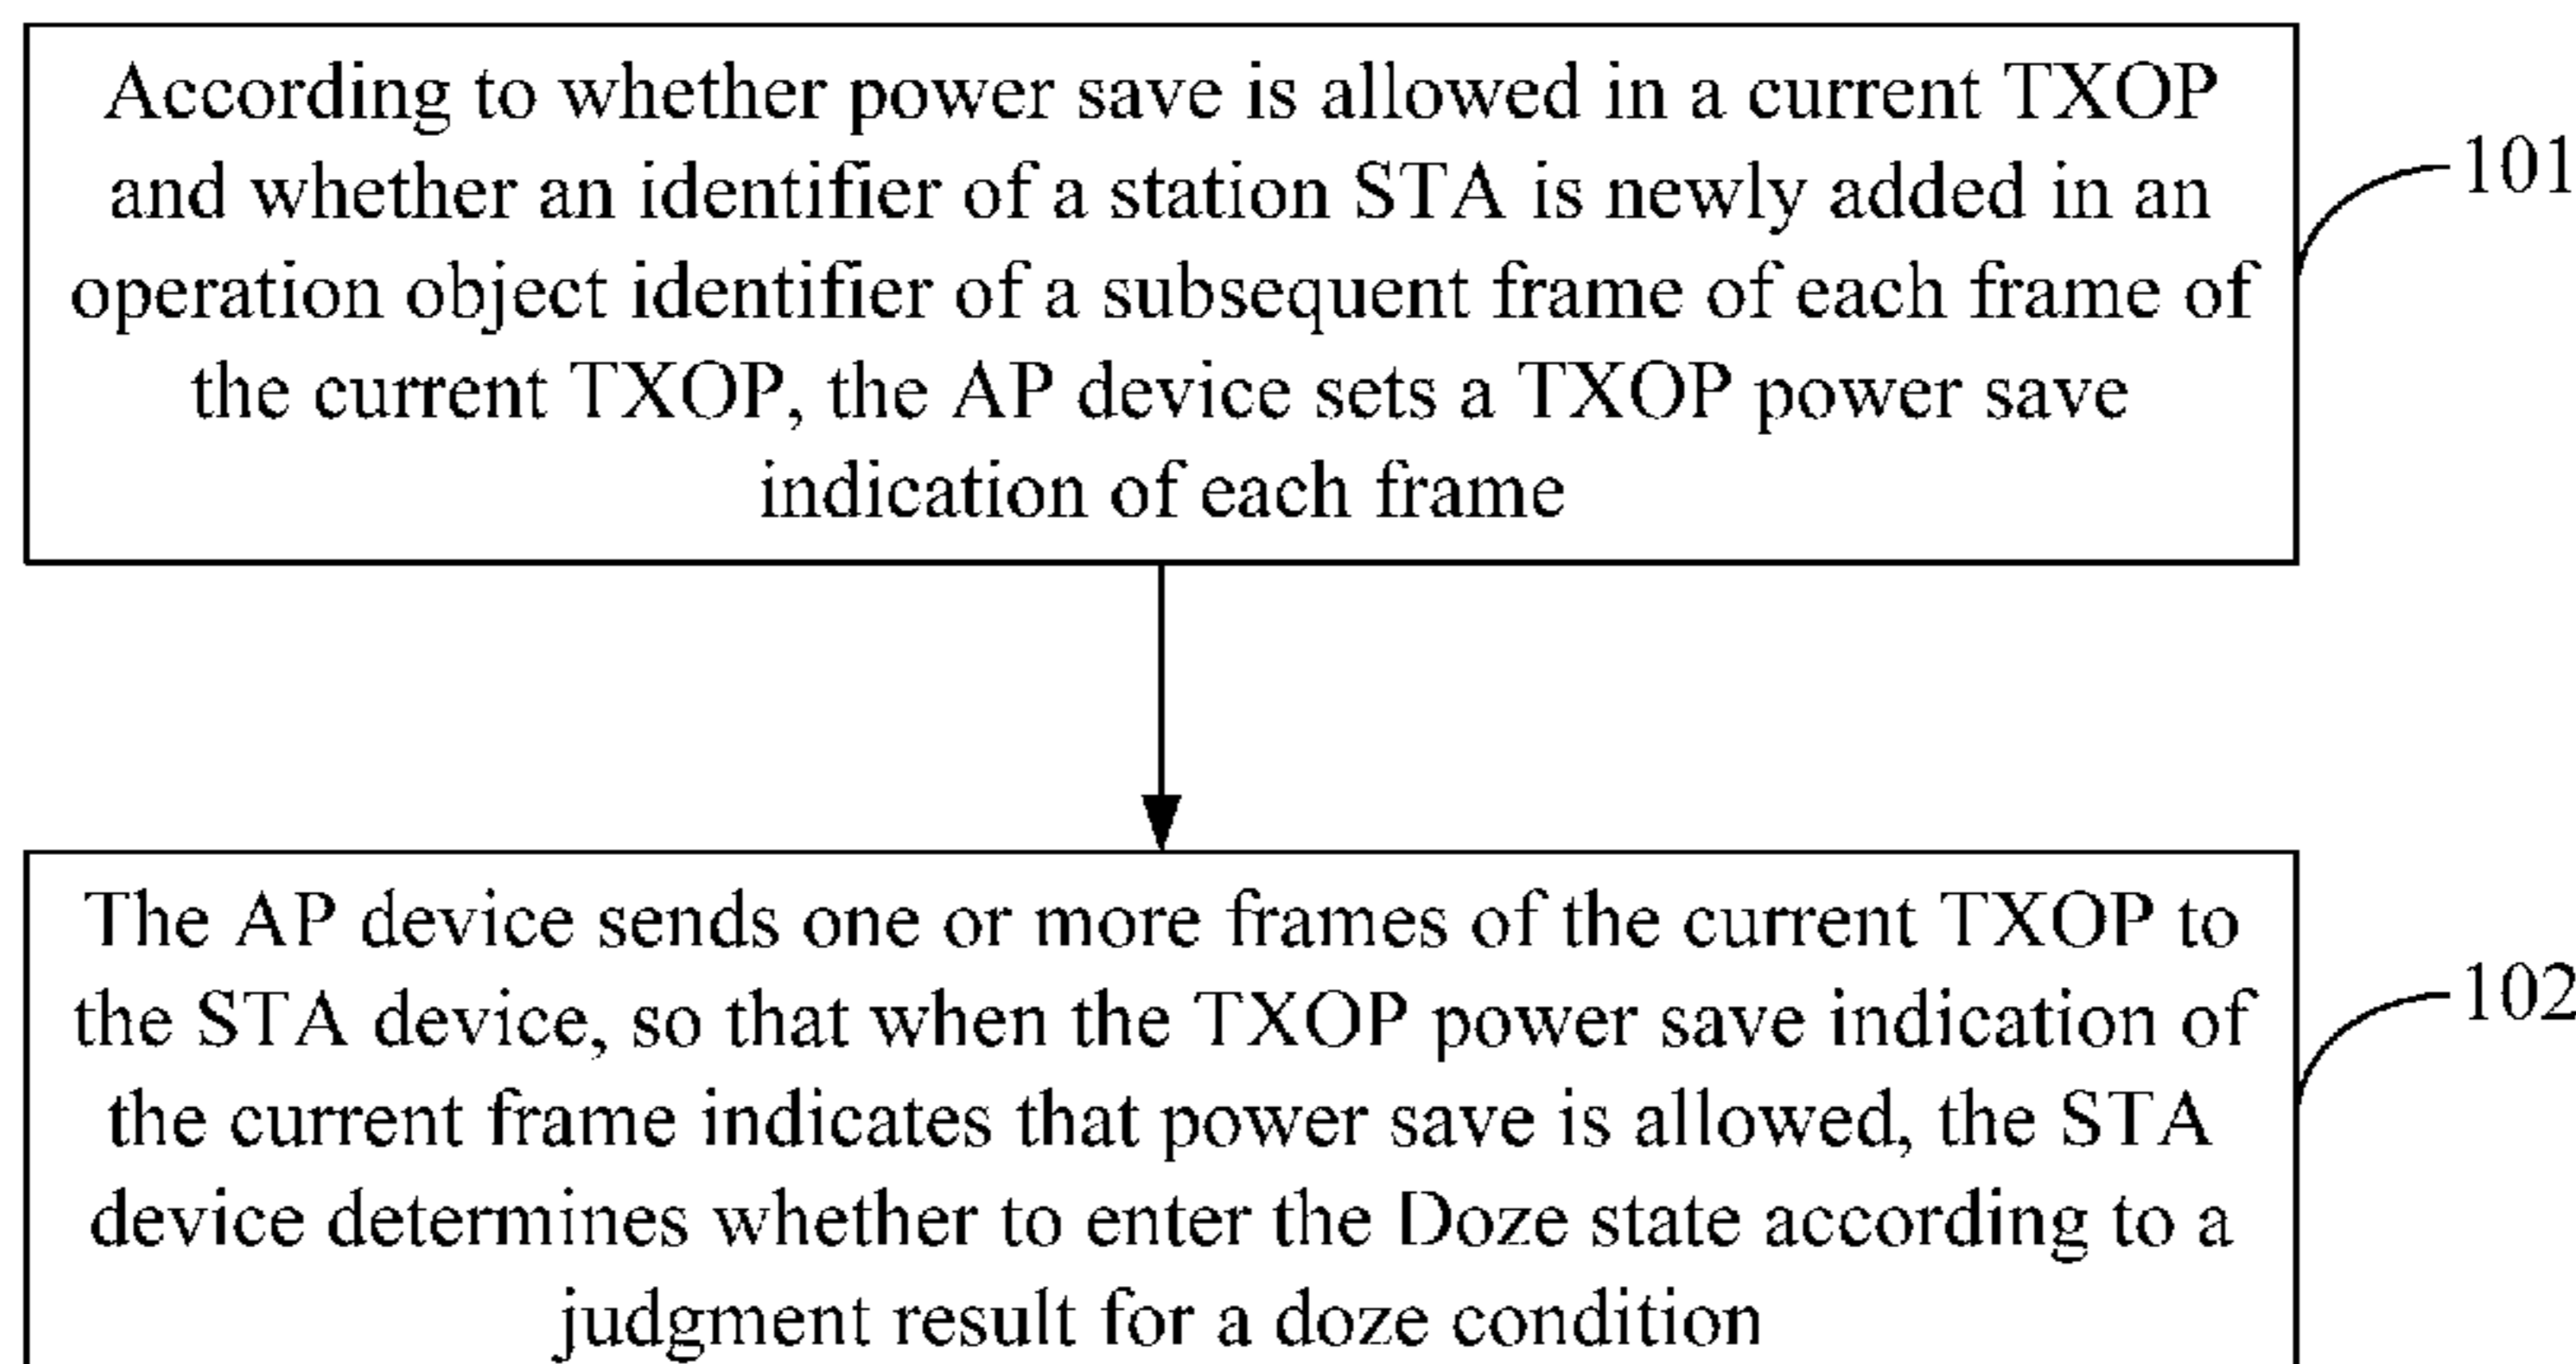 According to whether power save is allowed in a current TXOP
and whether an identifier of a station STA is newly added in an
operation object identifier of a subsequent frame of each frame of
the current TXOP, the AP device sets a TXOP power save
indication of each frame
101
The AP device sends one or more frames of the current TXOP to
the STA device, so that when the TXOP power save indication of
the current frame indicates that power save is allowed, the STA
device determines whether to enter the Doze state according to a
judgment result for a doze condition
102